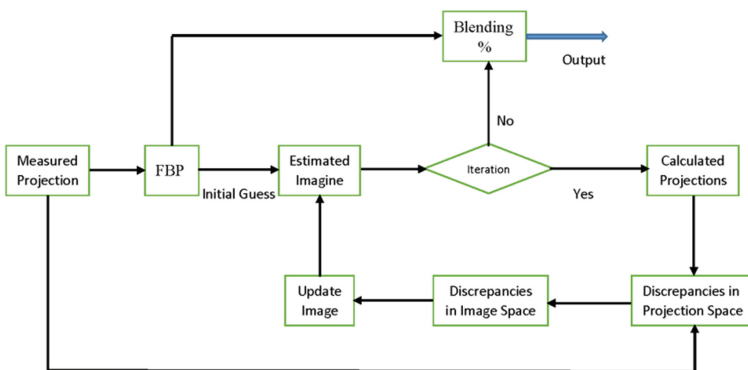 Blending
%
Output
No
Measured
Projection
FBP
Initial Guess
Estimated
Imagine
Iteration
Yes
Calculated
Projections
Update
Image
Discrepancies
in Image Space
Discrepancies in
Projection Space